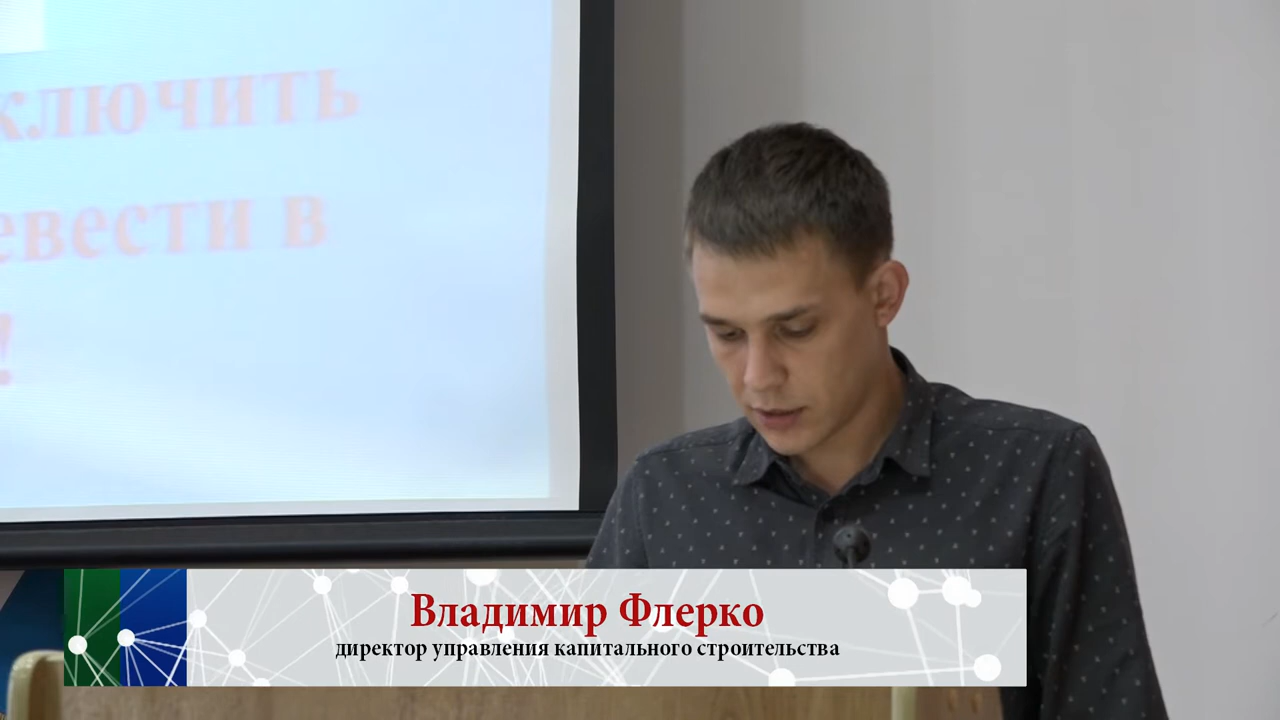 ключить
евести в
!
Владимир Флерко
директор управления капитального строительства